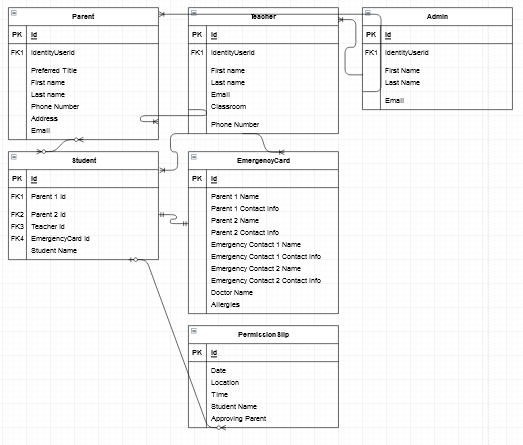 Parent
PK Id
FK1 IdentityUserId
Preferred Title
First name
Last name
Phone Number
Address
Email
Teacher
PK Id
FK1 IdentityUserId
First name
Last name
Email
Classroom
Phone Number
Admin
PK Id
FK1 IdentityUserId
First Name
Last Name
Email
Student
PK Id
FK1 Parent 1 Id
FK2 Parent 2 Id
FK3 Teacher Id
FK4 EmergencyCard Id
Student Name
EmergencyCard
PK Id
Parent 1 Name
Parent 1 Contact Info
Parent 2 Name
Parent 2 Contact Info
Emergency Contact 1 Name
Emergency Contact 1 Contact Info
Emergency Contact 2 Name
Emergency Contact 2 Contact Info
Doctor Name
Allergies
PermissionSlip
PK Id
Date
Location
Time
Student Name
Approving Parent